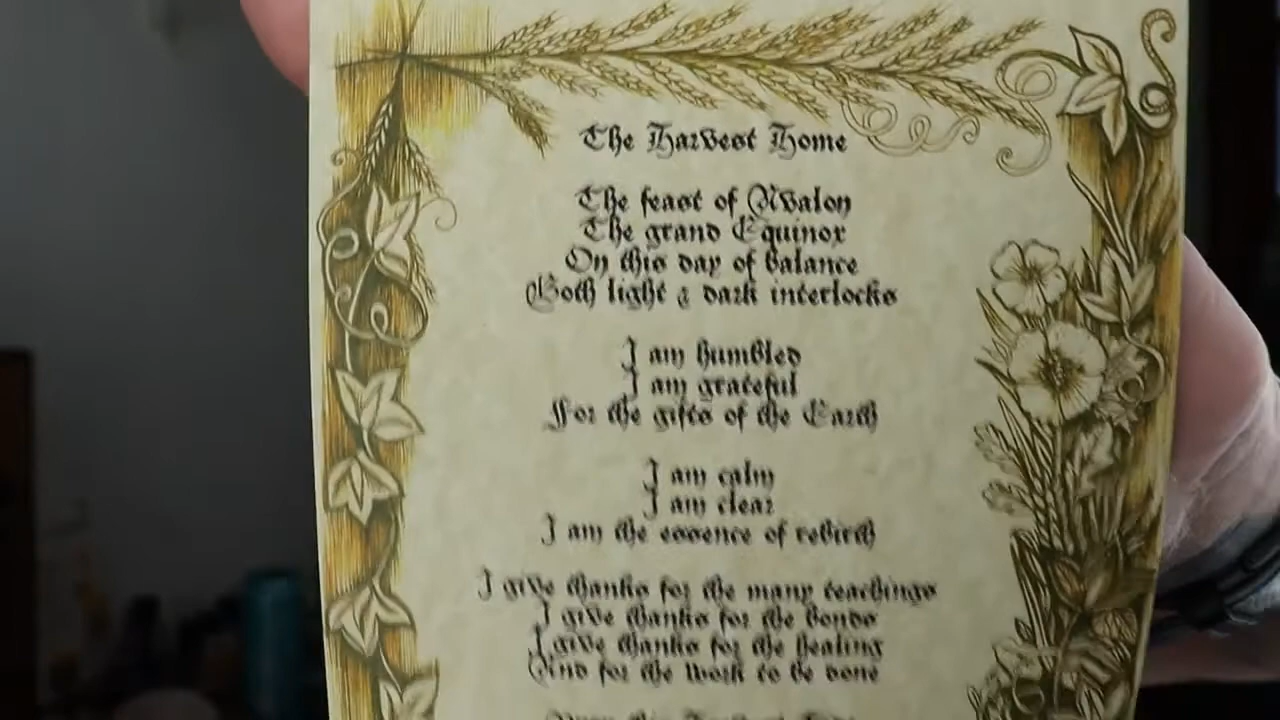 The Harvest Home
The feast of Avalon
The grand Equinox
On this day of balance
Both light & dark interlocks
I am humbled
I am grateful
For the gifts of the Earth
I am calm
I am clear
I am the essence of rebirth
I give thanks for the many teachings
I give thanks for the bonds
I give thanks for the healing
And for the work to be done